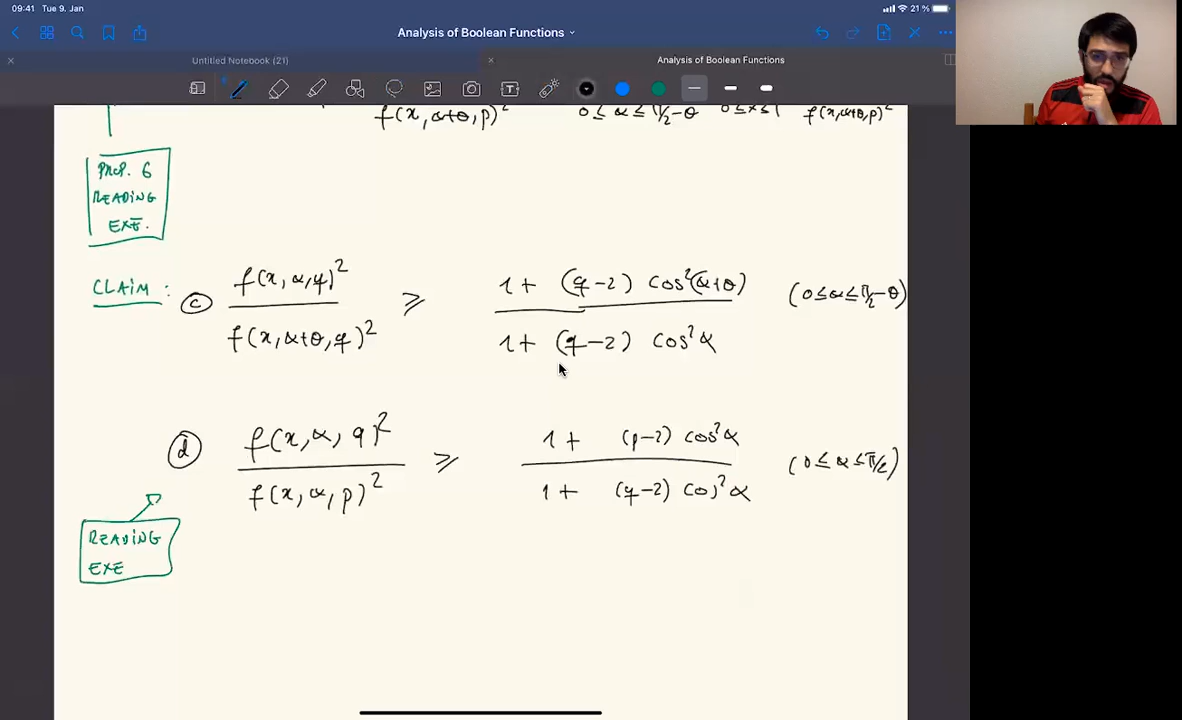 09:41 Tue 9. Jan
21 %
Analysis of Boolean Functions
Untitled Notebook (21)
Analysis of Boolean Functions
f(x, α+θ, p)² 0 ≤ α ≤ π/2 - θ 0 ≤ x ≤ 1 f(x, α+θ, p)²
PROP. 6
READING
EXE.
CLAIM :
ⓒ f(x, α, q)² / f(x, α+θ, q)² ⩾ 1 + (q-2) cos²(α+θ) / 1 + (q-2) cos²α (0 ≤ α ≤ π/2 - θ)
ⓓ f(x, α, q)² / f(x, α, p)² ⩾ 1 + (p-2) cos²α / 1 + (q-2) cos²α (0 ≤ α ≤ π/2)
READING
EXE